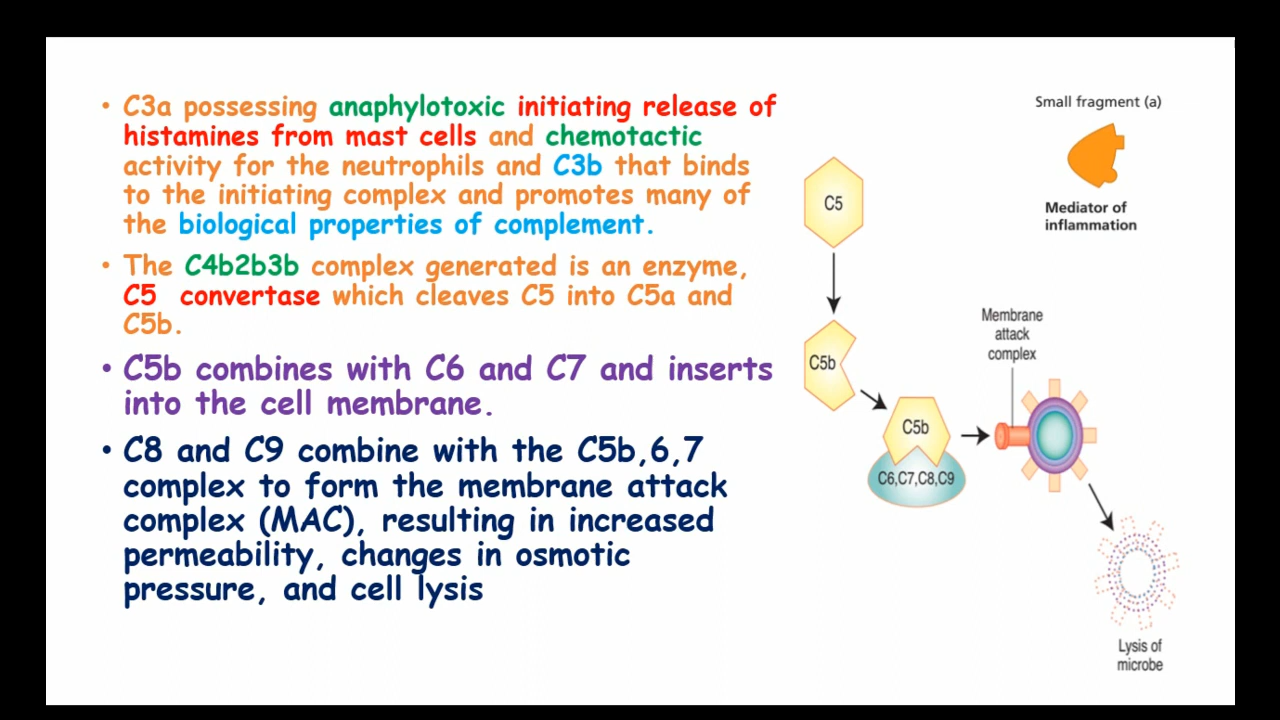 • C3a possessing anaphylotoxic initiating release of
histamines from mast cells and chemotactic
activity for the neutrophils and C3b that binds
to the initiating complex and promotes many of
the biological properties of complement.
• The C4b2b3b complex generated is an enzyme,
C5 convertase which cleaves C5 into C5a and
C5b.
• C5b combines with C6 and C7 and inserts
into the cell membrane.
• C8 and C9 combine with the C5b,6,7
complex to form the membrane attack
complex (MAC), resulting in increased
permeability, changes in osmotic
pressure, and cell lysis
Small fragment (a)
Mediator of
inflammation
C5
C5b
Membrane
attack
complex
C5b
C6,C7,C8,C9
Lysis of
microbe